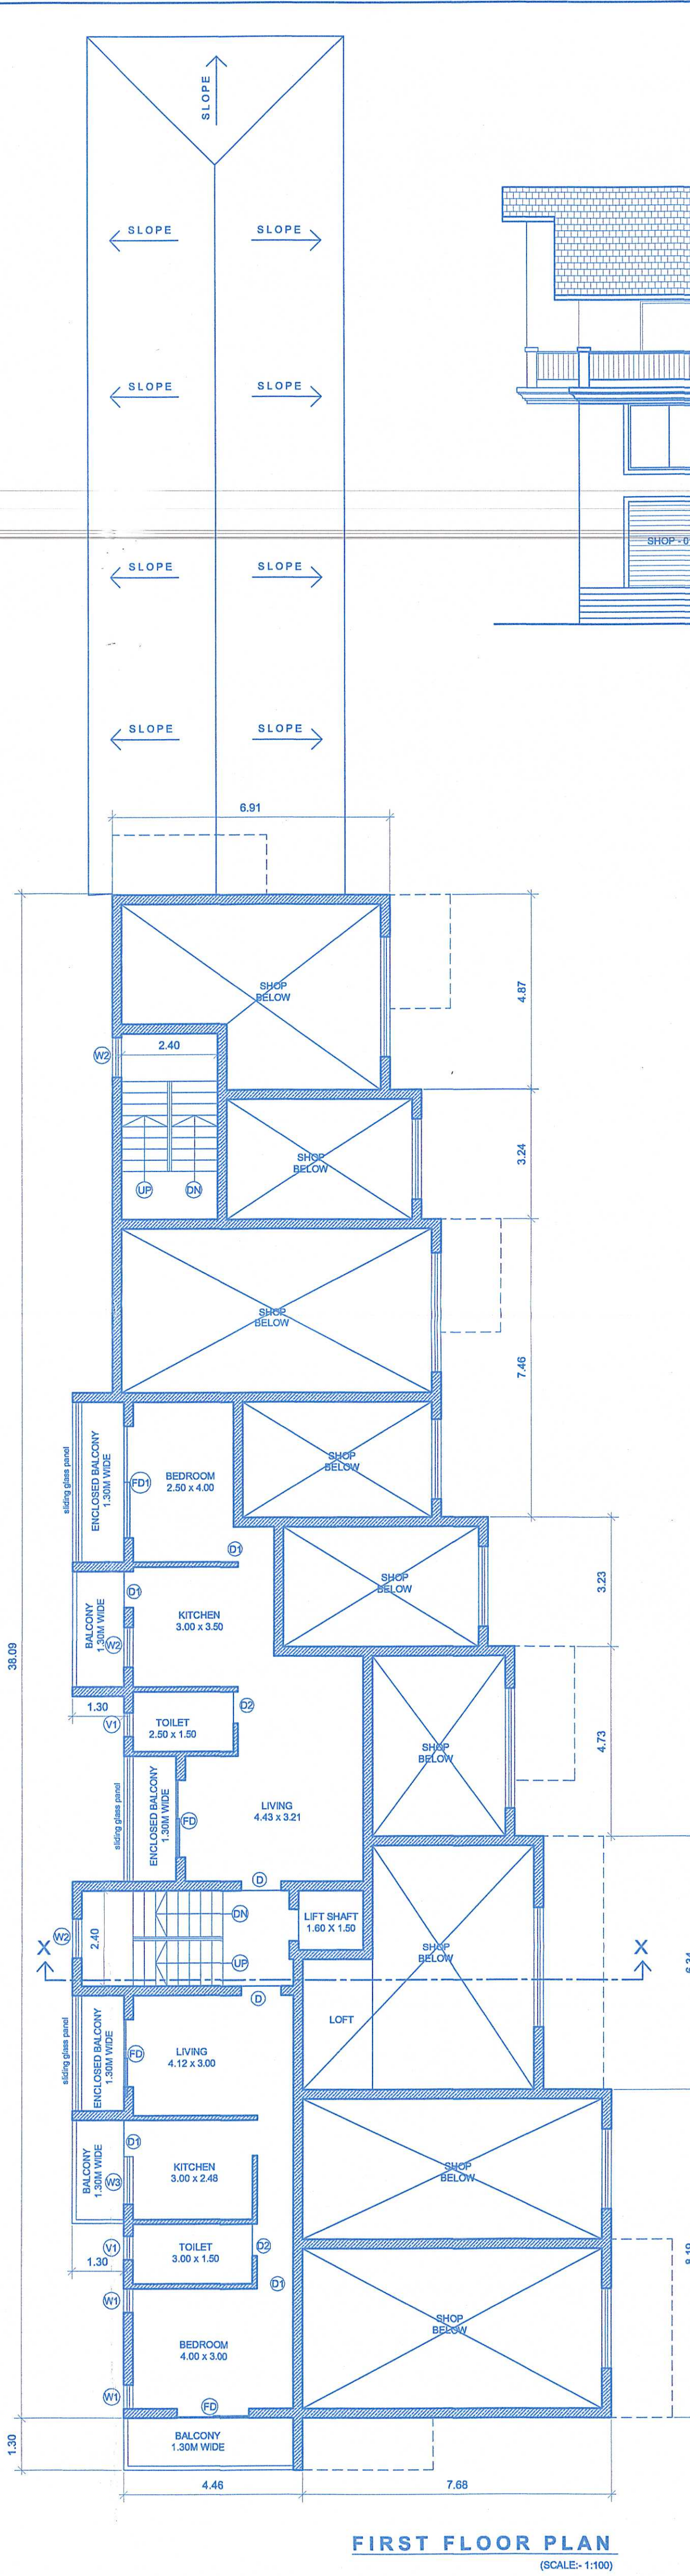 SLOPE
SLOPE
SLOPE
SLOPE
SLOPE
SLOPE
SLOPE
SHOP - 0
SLOPE
SLOPE
6.91
SHOP
BELOW
4.87
2.40
W2
SHOP
BELOW
3.24
UP
DN
SHOP
BELOW
7.46
sliding glass panel
ENCLOSED BALCONY
1.30M WIDE
FD1
BEDROOM
2.50 x 4.00
SHOP
BELOW
D1
SHOP
BELOW
3.23
D1
BALCONY
1.30M WIDE
W2
KITCHEN
3.00 x 3.50
38.09
1.30
V1
TOILET
2.50 x 1.50
D2
SHOP
BELOW
4.73
sliding glass panel
ENCLOSED BALCONY
1.30M WIDE
FD
LIVING
4.43 x 3.21
D
DN
LIFT SHAFT
1.60 X 1.50
W2
2.40
X
X
UP
SHOP
BELOW
D
LOFT
sliding glass panel
ENCLOSED BALCONY
1.30M WIDE
FD
LIVING
4.12 x 3.00
D1
BALCONY
1.30M WIDE
W3
KITCHEN
3.00 x 2.48
SHOP
BELOW
V1
TOILET
3.00 x 1.50
D2
1.30
D1
W1
BEDROOM
4.00 x 3.00
SHOP
BELOW
W1
FD
BALCONY
1.30M WIDE
1.30
4.46
7.68
FIRST FLOOR PLAN
(SCALE:- 1:100)